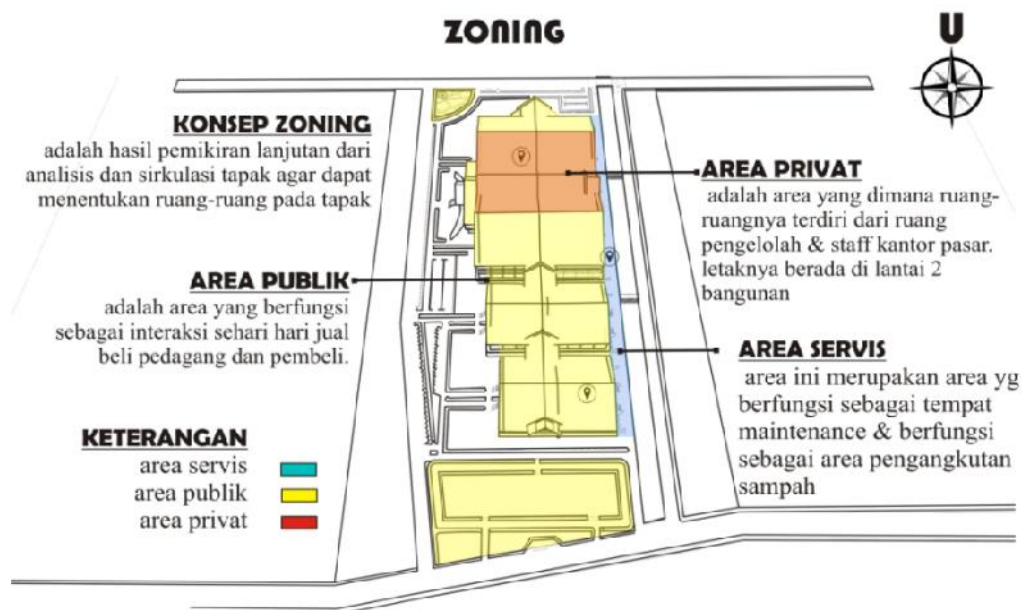 ZONING
U
KONSEP ZONING
adalah hasil pemikiran lanjutan dari
analisis dan sirkulasi tapak agar dapat
menentukan ruang-ruang pada tapak
AREA PRIVAT
adalah area yang dimana ruang-
ruangnya terdiri dari ruang
pengelolah & staff kantor pasar.
letaknya berada di lantai 2
bangunan
AREA PUBLIK
adalah area yang berfungsi
sebagai interaksi sehari hari jual
beli pedagang dan pembeli.
AREA SERVIS
area ini merupakan area yg
berfungsi sebagai tempat
maintenance & berfungsi
sebagai area pengangkutan
sampah
KETERANGAN
area servis
area publik
area privat